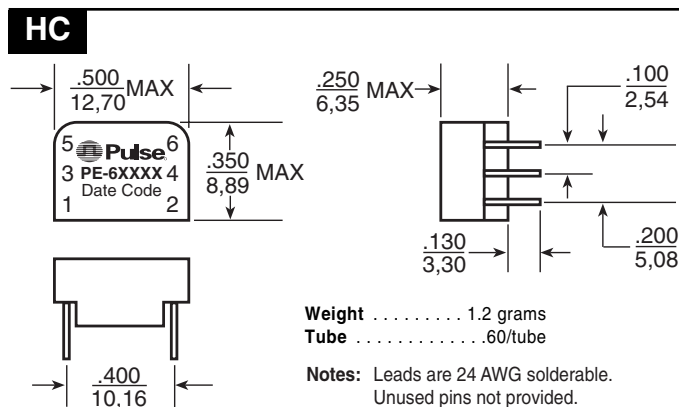 HC
.500
12,70 MAX
5 Pulse 6
3 PE-6XXXX 4
Date Code
1 2
.350
8,89 MAX
.250
6,35 MAX
.100
2,54
.130
3,30
.200
5,08
.400
10,16
Weight . . . . . . . . . 1.2 grams
Tube . . . . . . . . . . . . .60/tube
Notes: Leads are 24 AWG solderable.
Unused pins not provided.